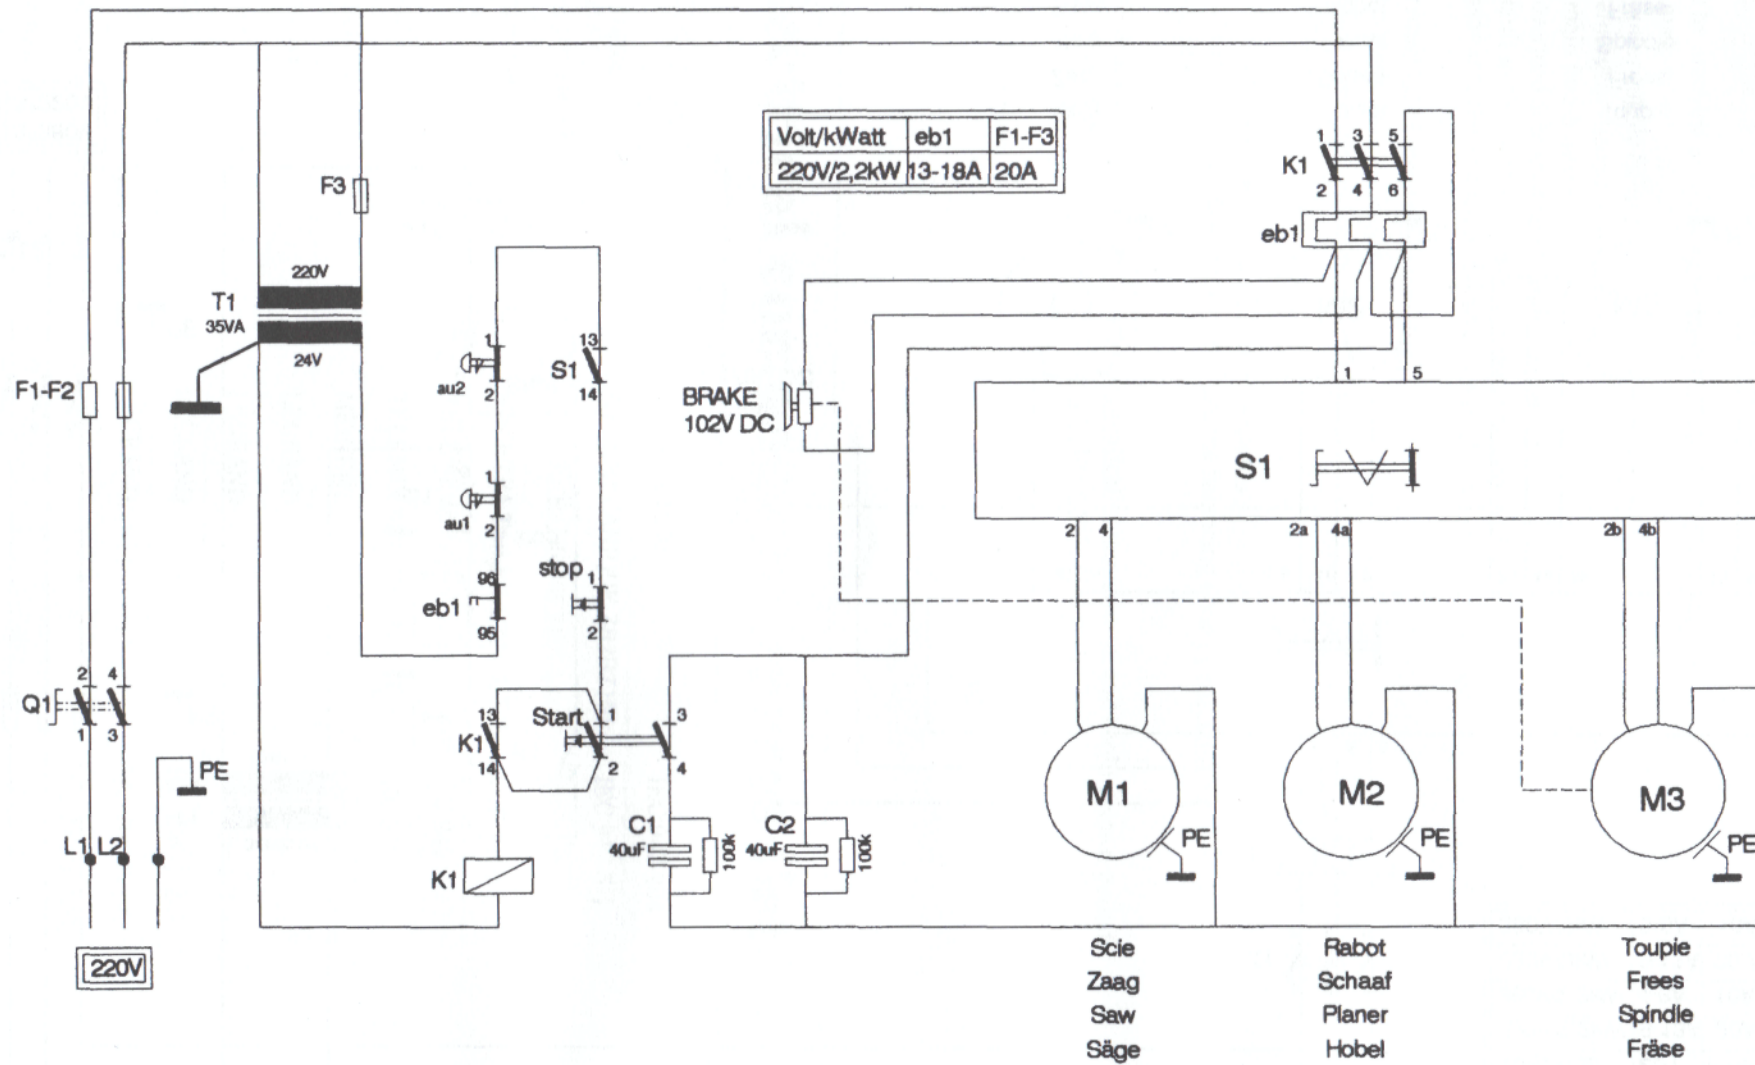 Volt/kWatt eb1 F1-F3
220V/2,2kW 13-18A 20A
1 3 5
K1
2 4 6
eb1
F3
220V
T1
35VA
24V
F1-F2
1
au2
2
13
S1
14
BRAKE
102V DC
1 5
S1
1
au1
2
2 4 2a 4a 2b 4b
96
eb1
95
stop 1
2
2 4
Q1
1 3
13
K1
14
Start 1
2
3
4
PE
L1 L2
K1
C1
40uF
100k
C2
40uF
100k
M1
PE
M2
PE
M3
PE
220V
Scie Rabot Toupie
Zaag Schaaf Frees
Saw Planer Spindle
Säge Hobel Fräse